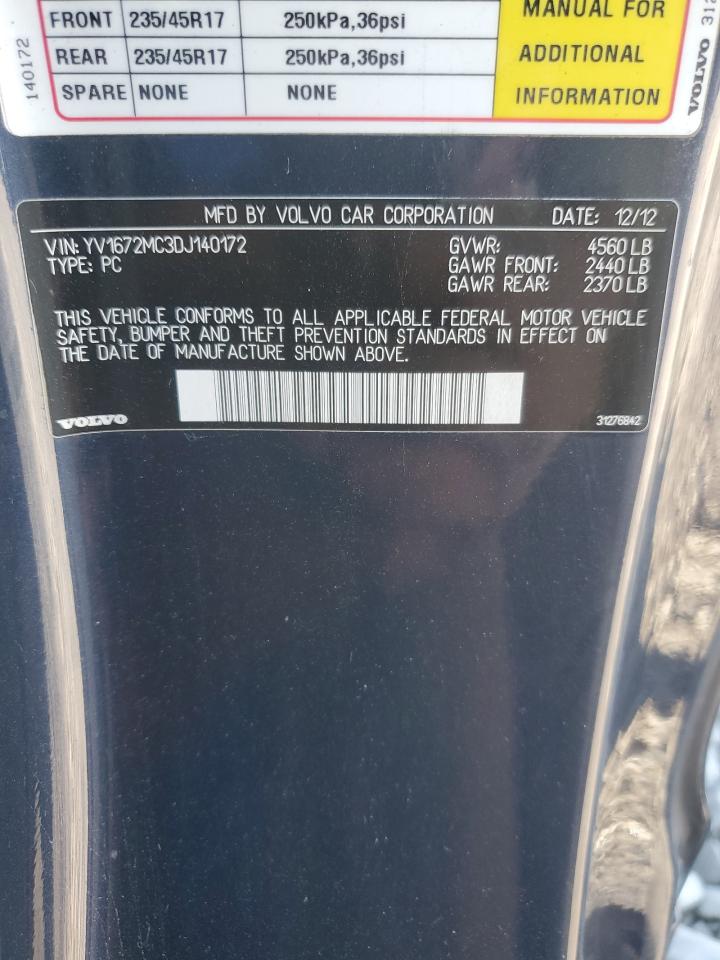 MANUAL FOR
FRONT 235/45R17 250kPa,36psi
REAR 235/45R17 250kPa,36psi ADDITIONAL
SPARE NONE NONE INFORMATION
140172
VOLVO 312
MFD BY VOLVO CAR CORPORATION DATE: 12/12
VIN: YV1672MC3DJ140172 GVWR: 4560 LB
TYPE: PC GAWR FRONT: 2440 LB
GAWR REAR: 2370 LB
THIS VEHICLE CONFORMS TO ALL APPLICABLE FEDERAL MOTOR VEHICLE
SAFETY, BUMPER AND THEFT PREVENTION STANDARDS IN EFFECT ON
THE DATE OF MANUFACTURE SHOWN ABOVE.
VOLVO 31276842